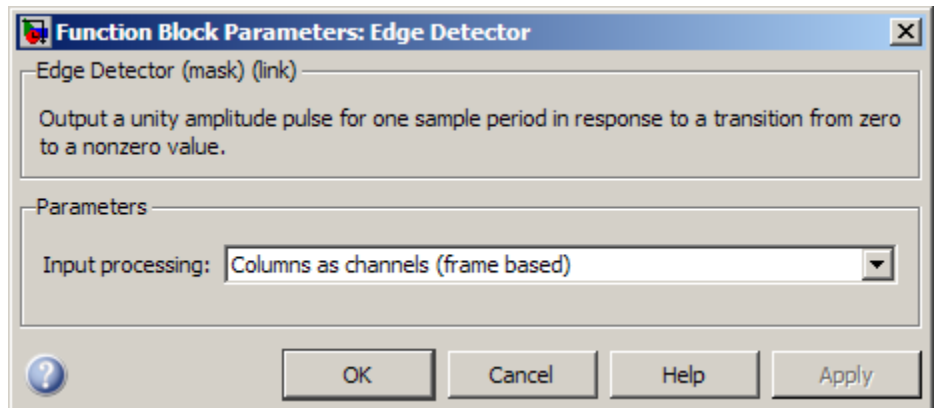 Function Block Parameters: Edge Detector
Edge Detector (mask) (link)
Output a unity amplitude pulse for one sample period in response to a transition from zero
to a nonzero value.
Parameters
Input processing: Columns as channels (frame based)
OK Cancel Help Apply